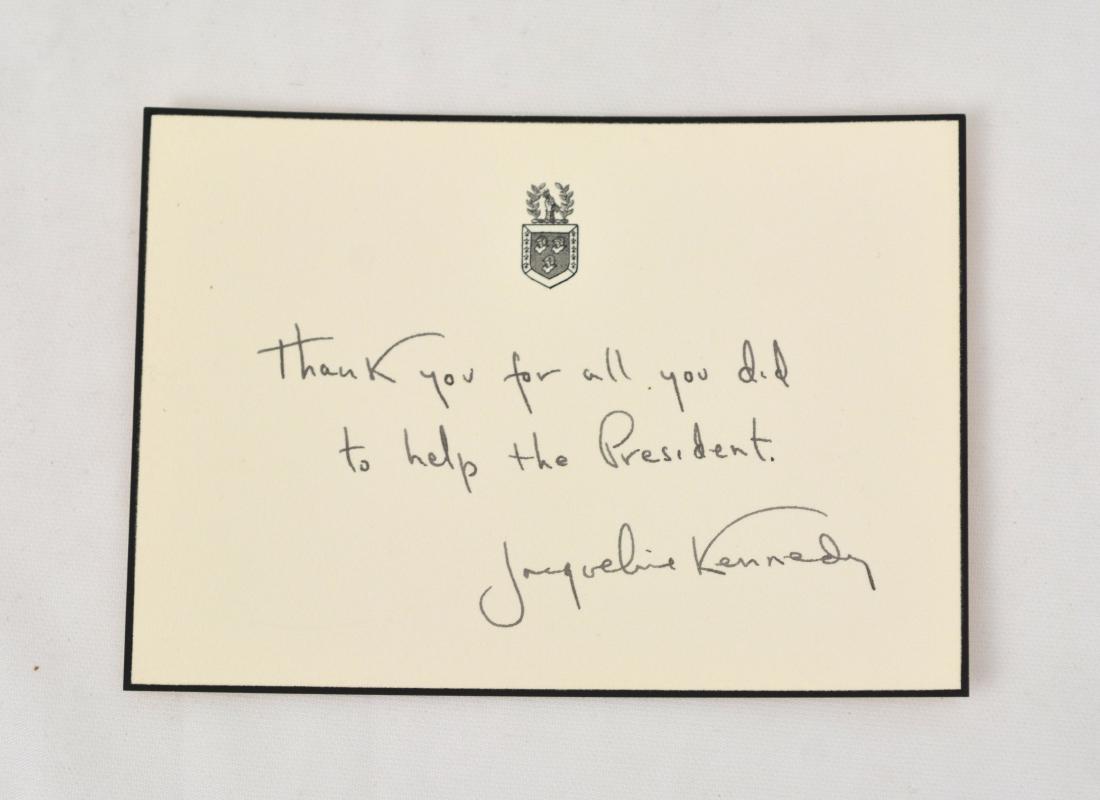 Thank you for all you did
to help the President.
Jacqueline Kennedy